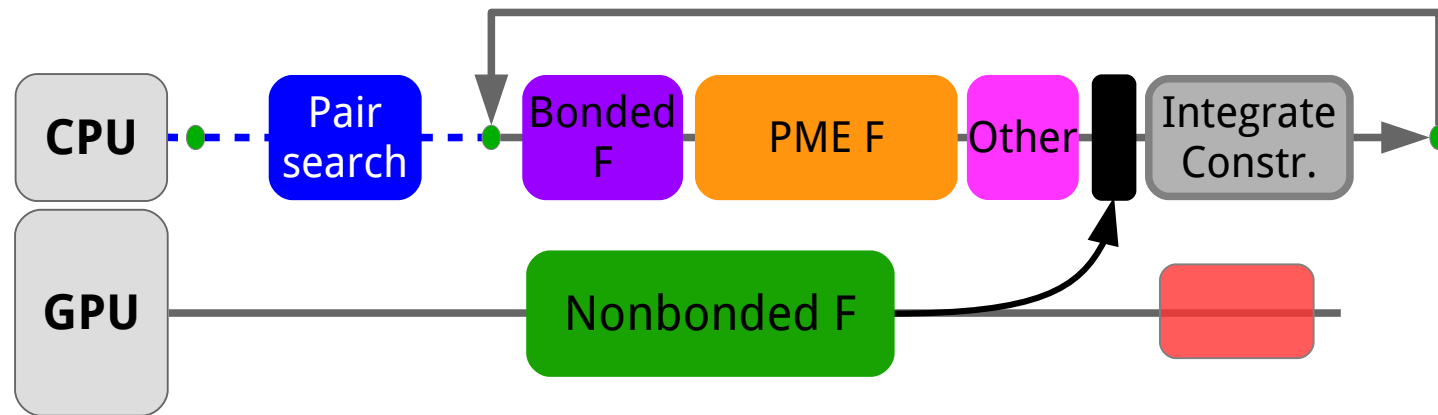 CPU
Pair
search
Bonded
F
PME F
Other
Integrate
Constr.
GPU
Nonbonded F